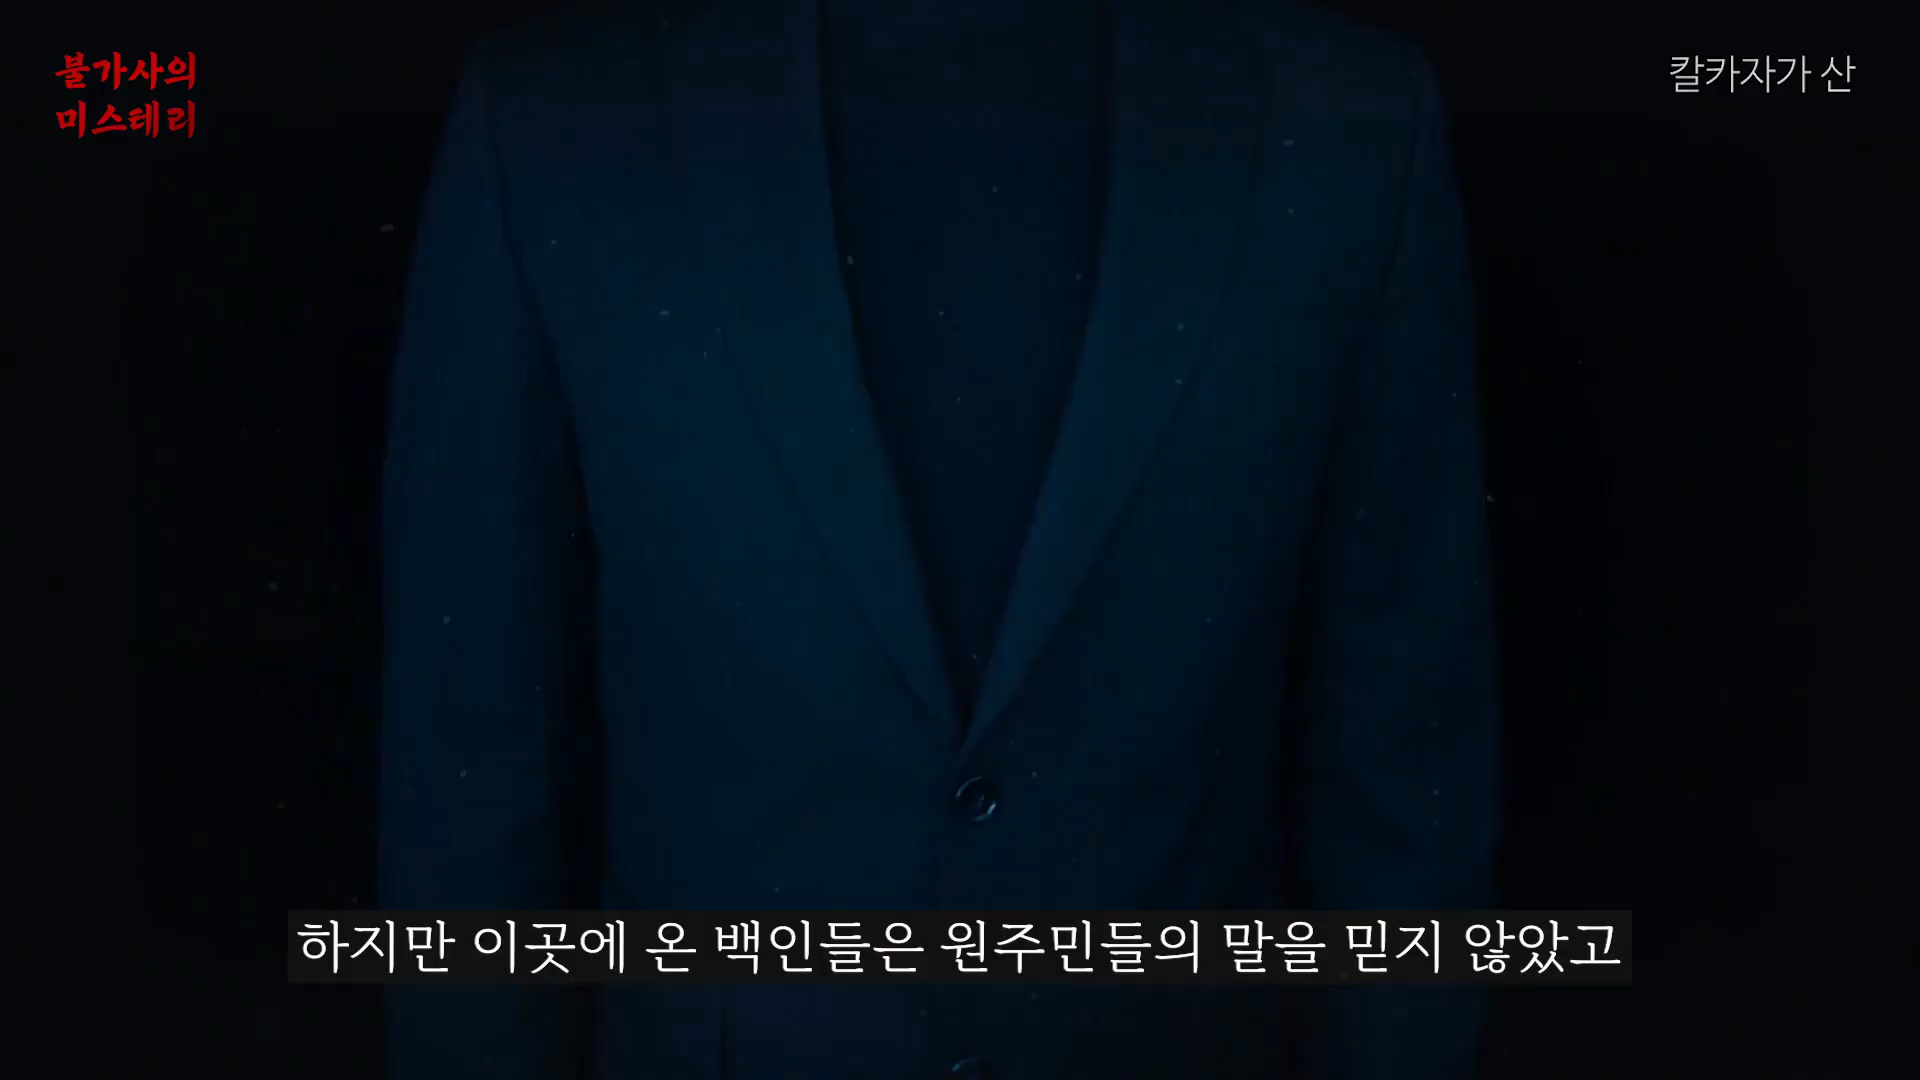 불가사의
미스테리
칼카자가 산
하지만 이곳에 온 백인들은 원주민들의 말을 믿지 않았고